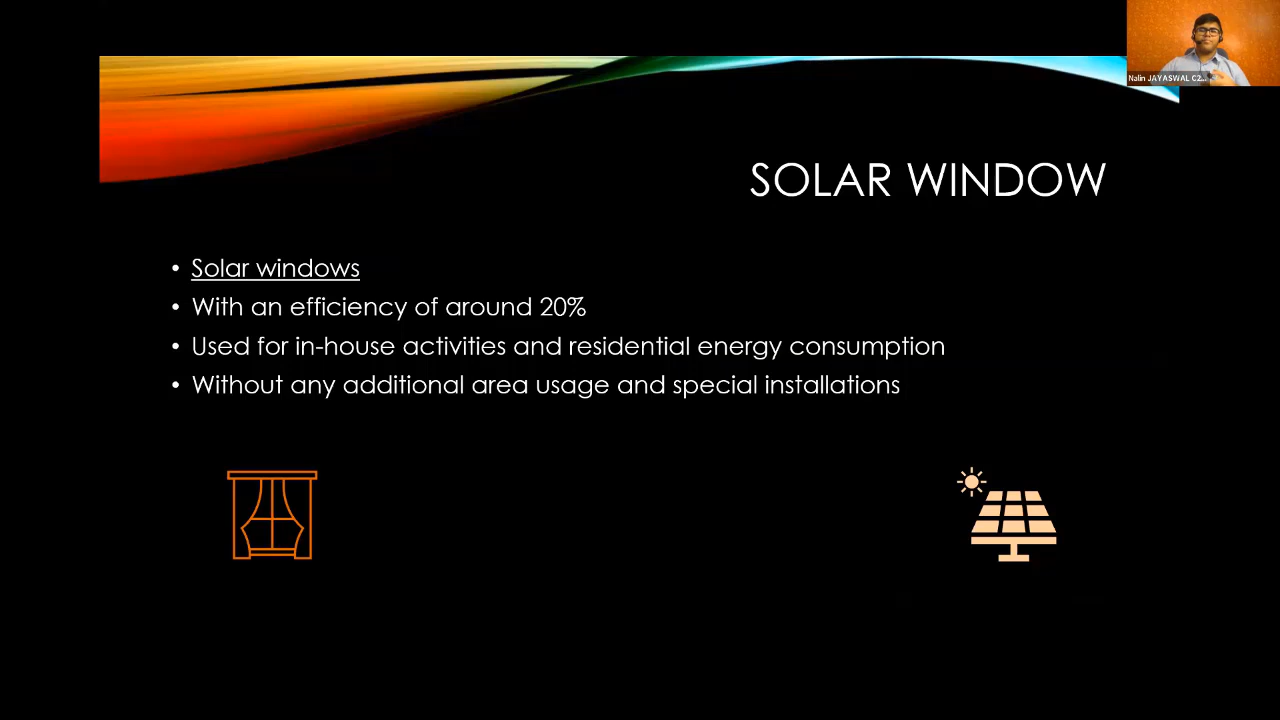 Nalin JAYASWAL C2...
SOLAR WINDOW
• Solar windows
• With an efficiency of around 20%
• Used for in-house activities and residential energy consumption
• Without any additional area usage and special installations